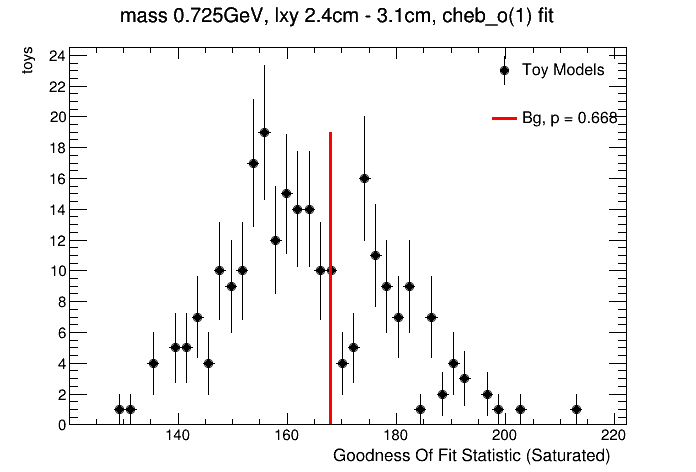 mass 0.725GeV, lxy 2.4cm - 3.1cm, cheb_o(1) fit
toys
24
22
20
18
16
14
12
10
8
6
4
2
0
Toy Models
Bg, p = 0.668
140 160 180 200 220
Goodness Of Fit Statistic (Saturated)